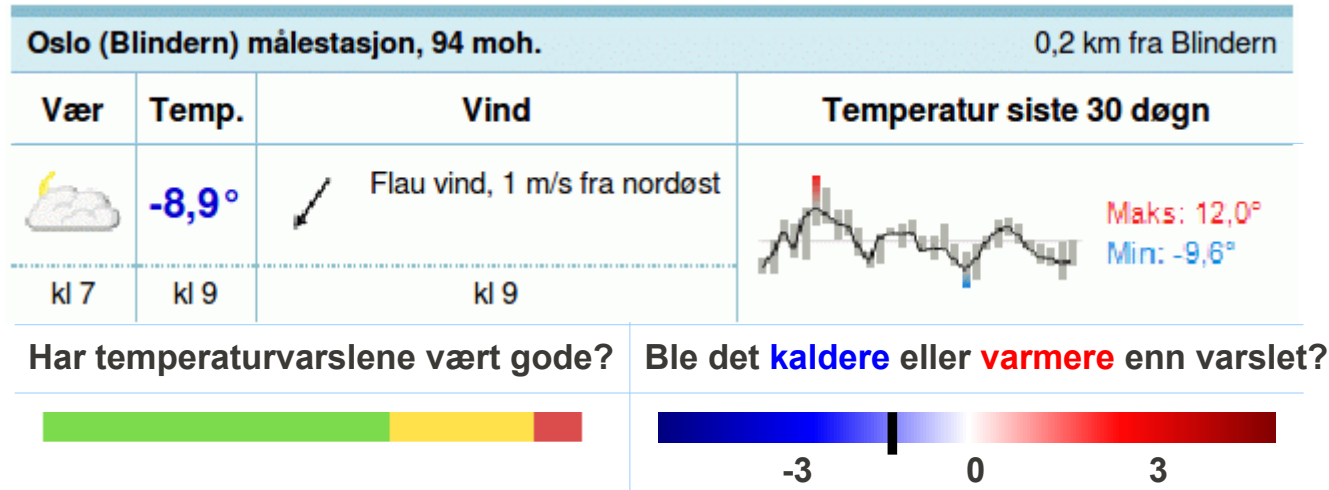 Oslo (Blindern) målestasjon, 94 moh. 0,2 km fra Blindern
Vær Temp. Vind Temperatur siste 30 døgn
-8,9° Flau vind, 1 m/s fra nordøst
Maks: 12,0°
Min: -9,6°
kl 7 kl 9 kl 9
Har temperaturvarslene vært gode? Ble det kaldere eller varmere enn varslet?
-3 0 3